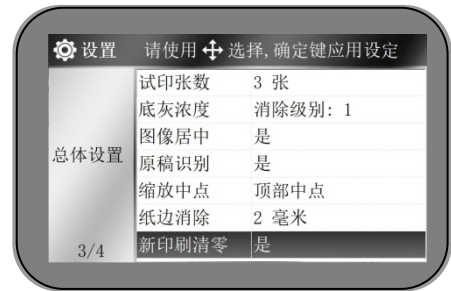 设置 请使用 选择,确定键应用设定
试印张数 3 张
底灰浓度 消除级别: 1
图像居中 是
总体设置
原稿识别 是
缩放中点 顶部中点
纸边消除 2 毫米
新印刷清零 是
3/4